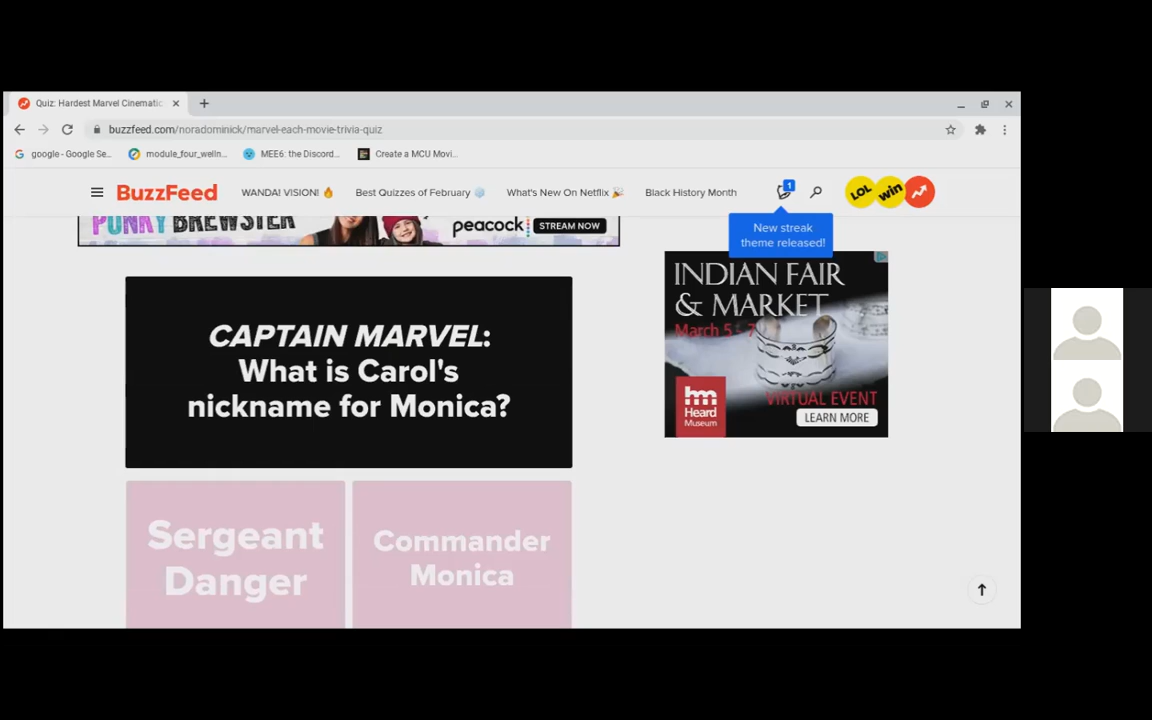 Quiz: Hardest Marvel Cinematic
buzzfeed.com/noradominick/marvel-each-movie-trivia-quiz
google - Google Se...
module_four_welln...
MEE6: the Discord...
Create a MCU Movi...
BuzzFeed
WANDA! VISION! 🔥
Best Quizzes of February
What's New On Netflix 🎉
Black History Month
1
LOL
win
New streak
theme released!
PUNKY BREWSTER
peacock
STREAM NOW
CAPTAIN MARVEL:
What is Carol's
nickname for Monica?
Sergeant
Danger
Commander
Monica
INDIAN FAIR
& MARKET
March 5 - 7
hm
Heard
Museum
VIRTUAL EVENT
LEARN MORE